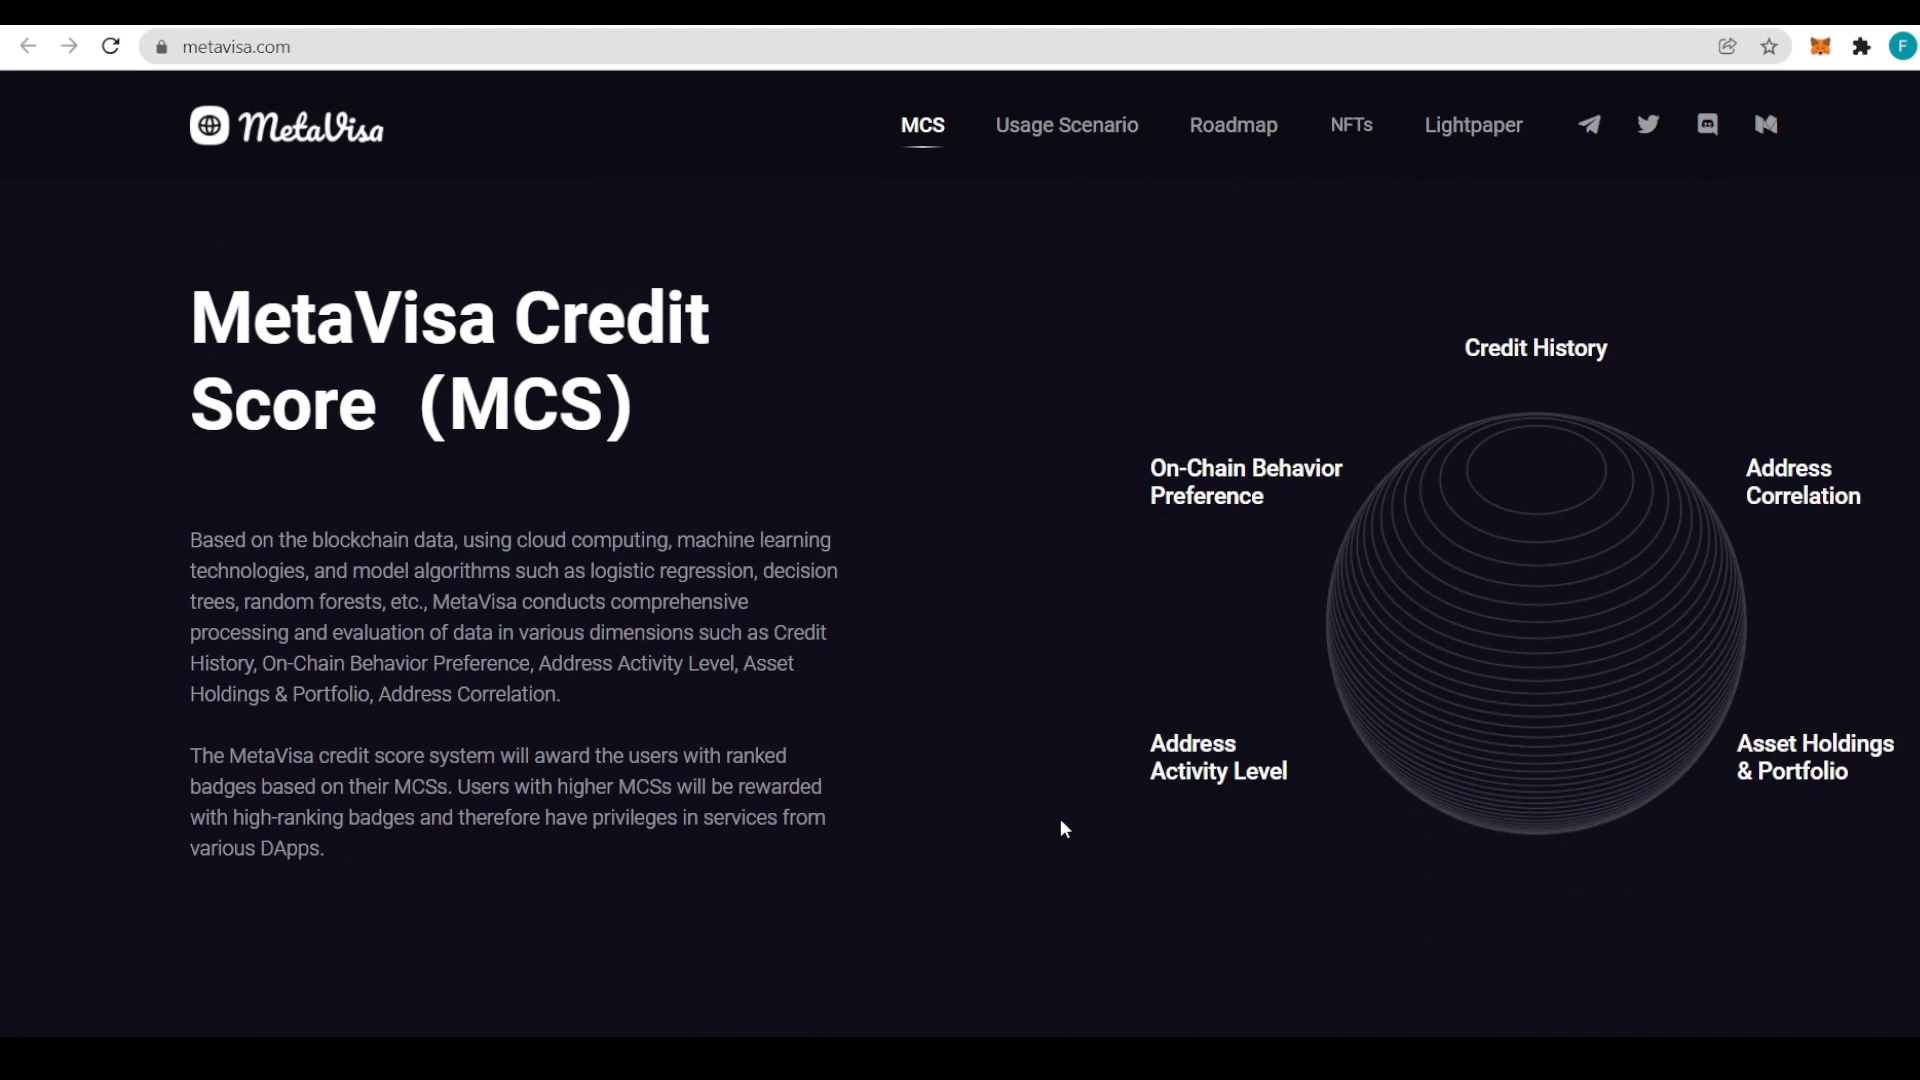 metavisa.com
F
MetaVisa
MCS
Usage Scenario
Roadmap
NFTs
Lightpaper
MetaVisa Credit
Score （MCS）
Based on the blockchain data, using cloud computing, machine learning
technologies, and model algorithms such as logistic regression, decision
trees, random forests, etc., MetaVisa conducts comprehensive
processing and evaluation of data in various dimensions such as Credit
History, On-Chain Behavior Preference, Address Activity Level, Asset
Holdings & Portfolio, Address Correlation.
The MetaVisa credit score system will award the users with ranked
badges based on their MCSs. Users with higher MCSs will be rewarded
with high-ranking badges and therefore have privileges in services from
various DApps.
Credit History
On-Chain Behavior
Preference
Address
Correlation
Address
Activity Level
Asset Holdings
& Portfolio